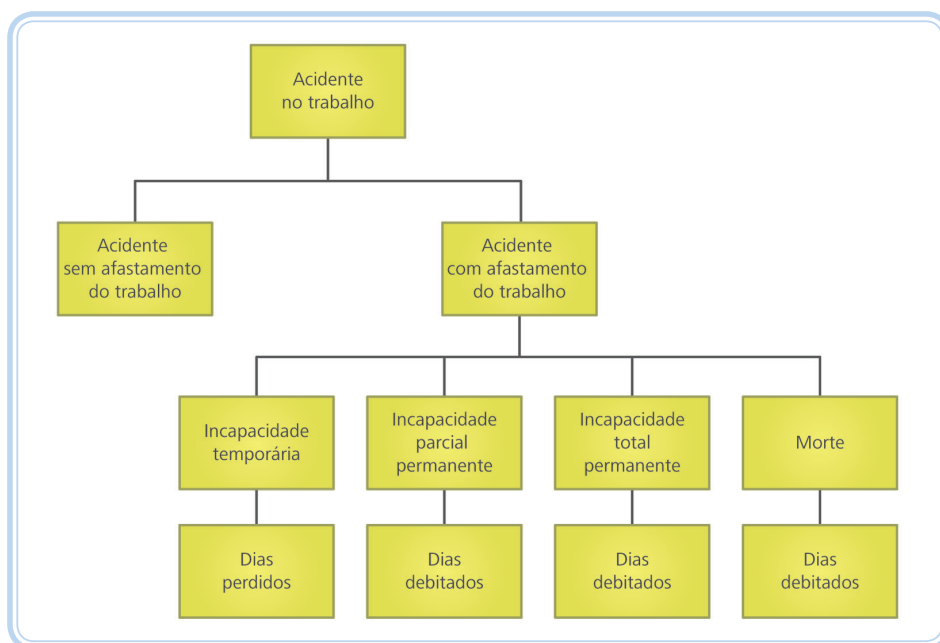 Acidente
no trabalho
Acidente
sem afastamento
do trabalho
Acidente
com afastamento
do trabalho
Incapacidade
temporária
Incapacidade
parcial
permanente
Incapacidade
total
permanente
Morte
Dias
perdidos
Dias
debitados
Dias
debitados
Dias
debitados